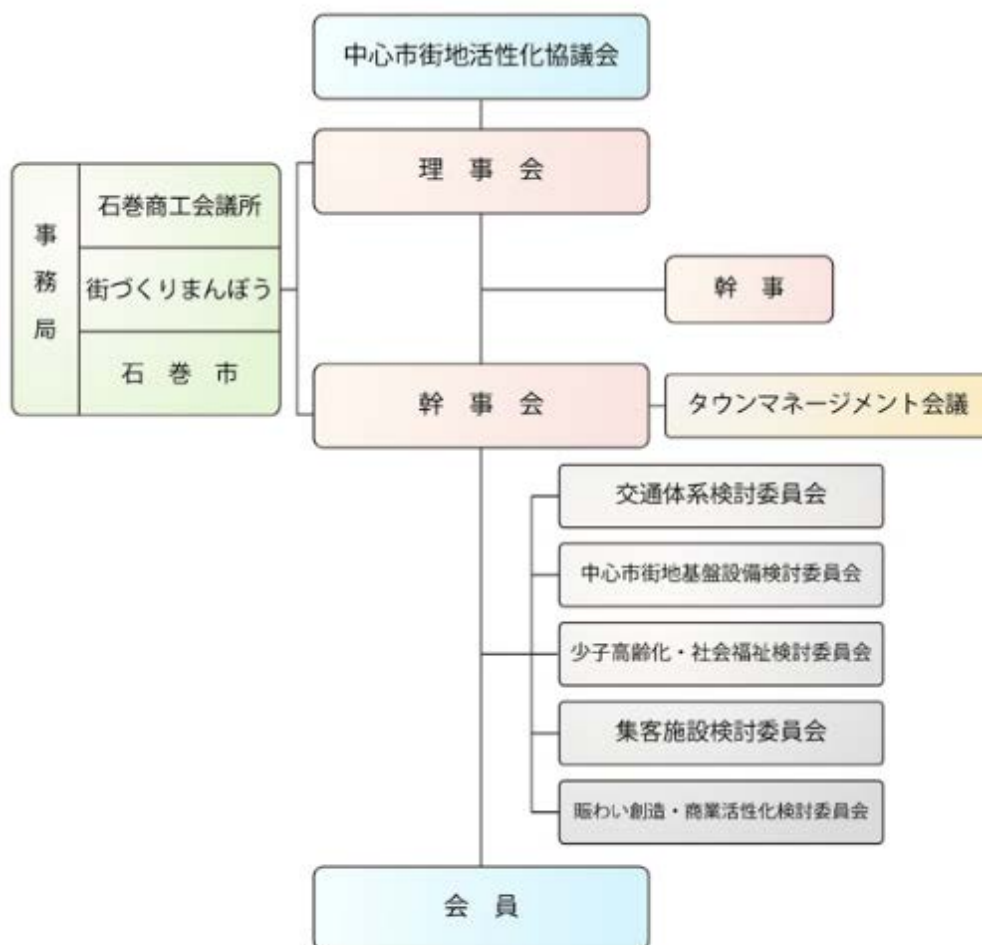 中心市街地活性化協議会
理 事 会
事務局
石巻商工会議所
街づくりまんぼう
石 巻 市
幹 事
幹 事 会
タウンマネージメント会議
交通体系検討委員会
中心市街地基盤設備検討委員会
少子高齢化・社会福祉検討委員会
集客施設検討委員会
賑わい創造・商業活性化検討委員会
会 員